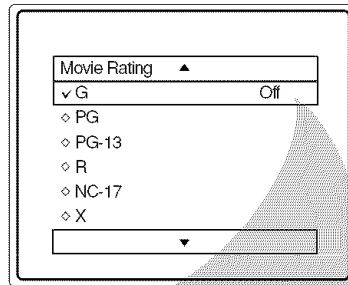 Movie Rating ▲
✓ G Off
◇ PG
◇ PG-13
◇ R
◇ NC-17
◇ X
▼